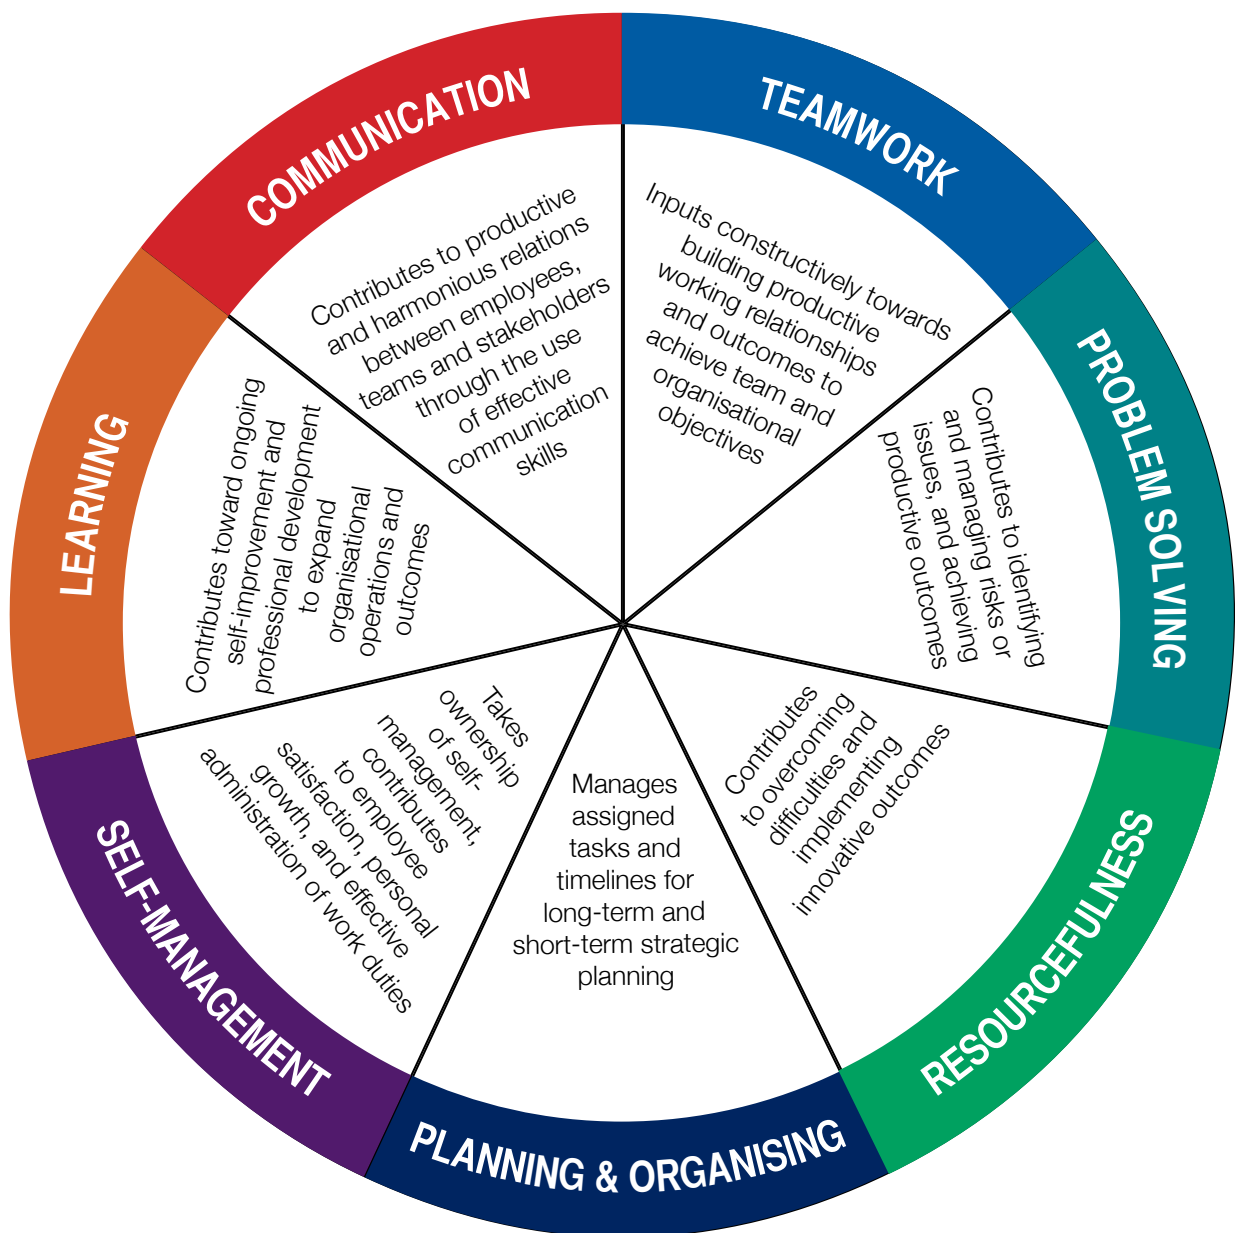 COMMUNICATION
Contributes to productive
and harmonious relations
between employees,
teams and stakeholders
through the use
of effective
communication
skills
TEAMWORK
Inputs constructively towards
building productive
working relationships
and outcomes to
achieve team and
organisational
objectives
PROBLEM SOLVING
Contributes to identifying
and managing risks or
issues, and achieving
productive outcomes
RESOURCEFULNESS
Contributes
to overcoming
difficulties and
implementing
innovative outcomes
PLANNING & ORGANISING
Manages
assigned
tasks and
timelines for
long-term and
short-term strategic
planning
SELF-MANAGEMENT
Takes
ownership
of self-
management,
contributes
to employee
satisfaction, personal
growth, and effective
administration of work duties
LEARNING
Contributes toward ongoing
self-improvement and
professional development
to expand
organisational
operations and
outcomes